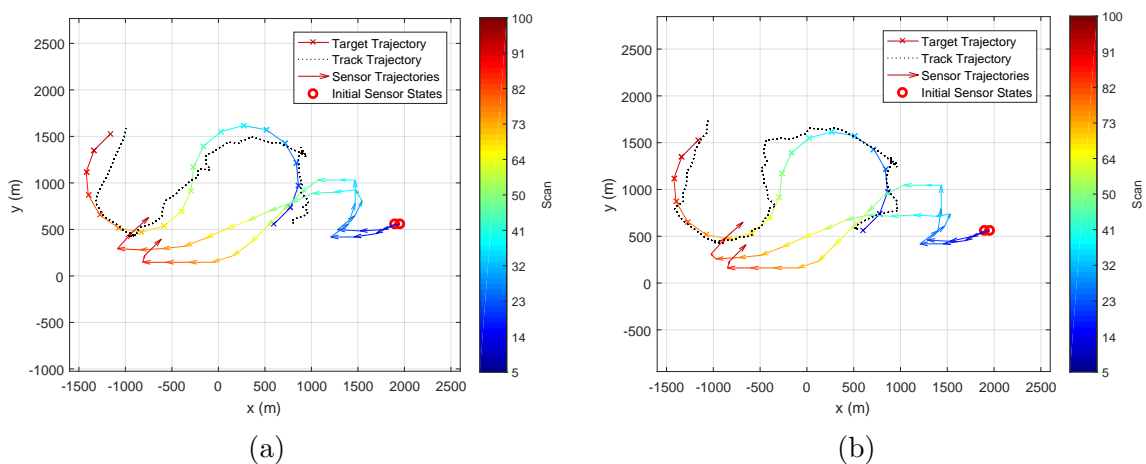 2500
2000
1500
1000
500
0
-500
-1000
-1500 -1000 -500 0 500 1000 1500 2000 2500
x (m)
y (m)
Target Trajectory
Track Trajectory
Sensor Trajectories
Initial Sensor States
100
91
82
73
64
50
41
32
23
14
5
Scan
(a)
2500
2000
1500
1000
500
0
-500
-1500 -1000 -500 0 500 1000 1500 2000 2500
x (m)
y (m)
Target Trajectory
Track Trajectory
Sensor Trajectories
Initial Sensor States
100
91
82
73
64
50
41
32
23
14
5
Scan
(b)